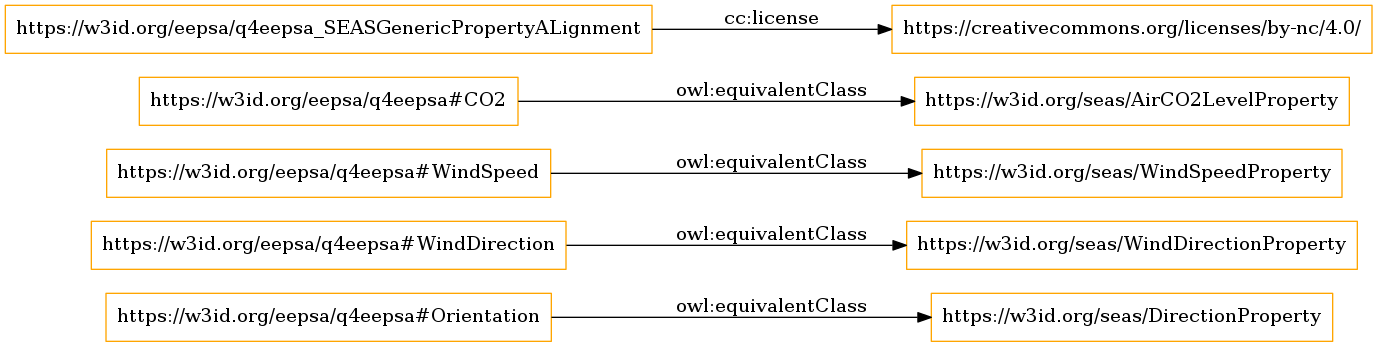 https://w3id.org/eepsa/q4eepsa_SEASGenericPropertyALignment cc:license https://creativecommons.org/licenses/by-nc/4.0/
https://w3id.org/eepsa/q4eepsa#CO2 owl:equivalentClass https://w3id.org/seas/AirCO2LevelProperty
https://w3id.org/eepsa/q4eepsa#WindSpeed owl:equivalentClass https://w3id.org/seas/WindSpeedProperty
https://w3id.org/eepsa/q4eepsa#WindDirection owl:equivalentClass https://w3id.org/seas/WindDirectionProperty
https://w3id.org/eepsa/q4eepsa#Orientation owl:equivalentClass https://w3id.org/seas/DirectionProperty